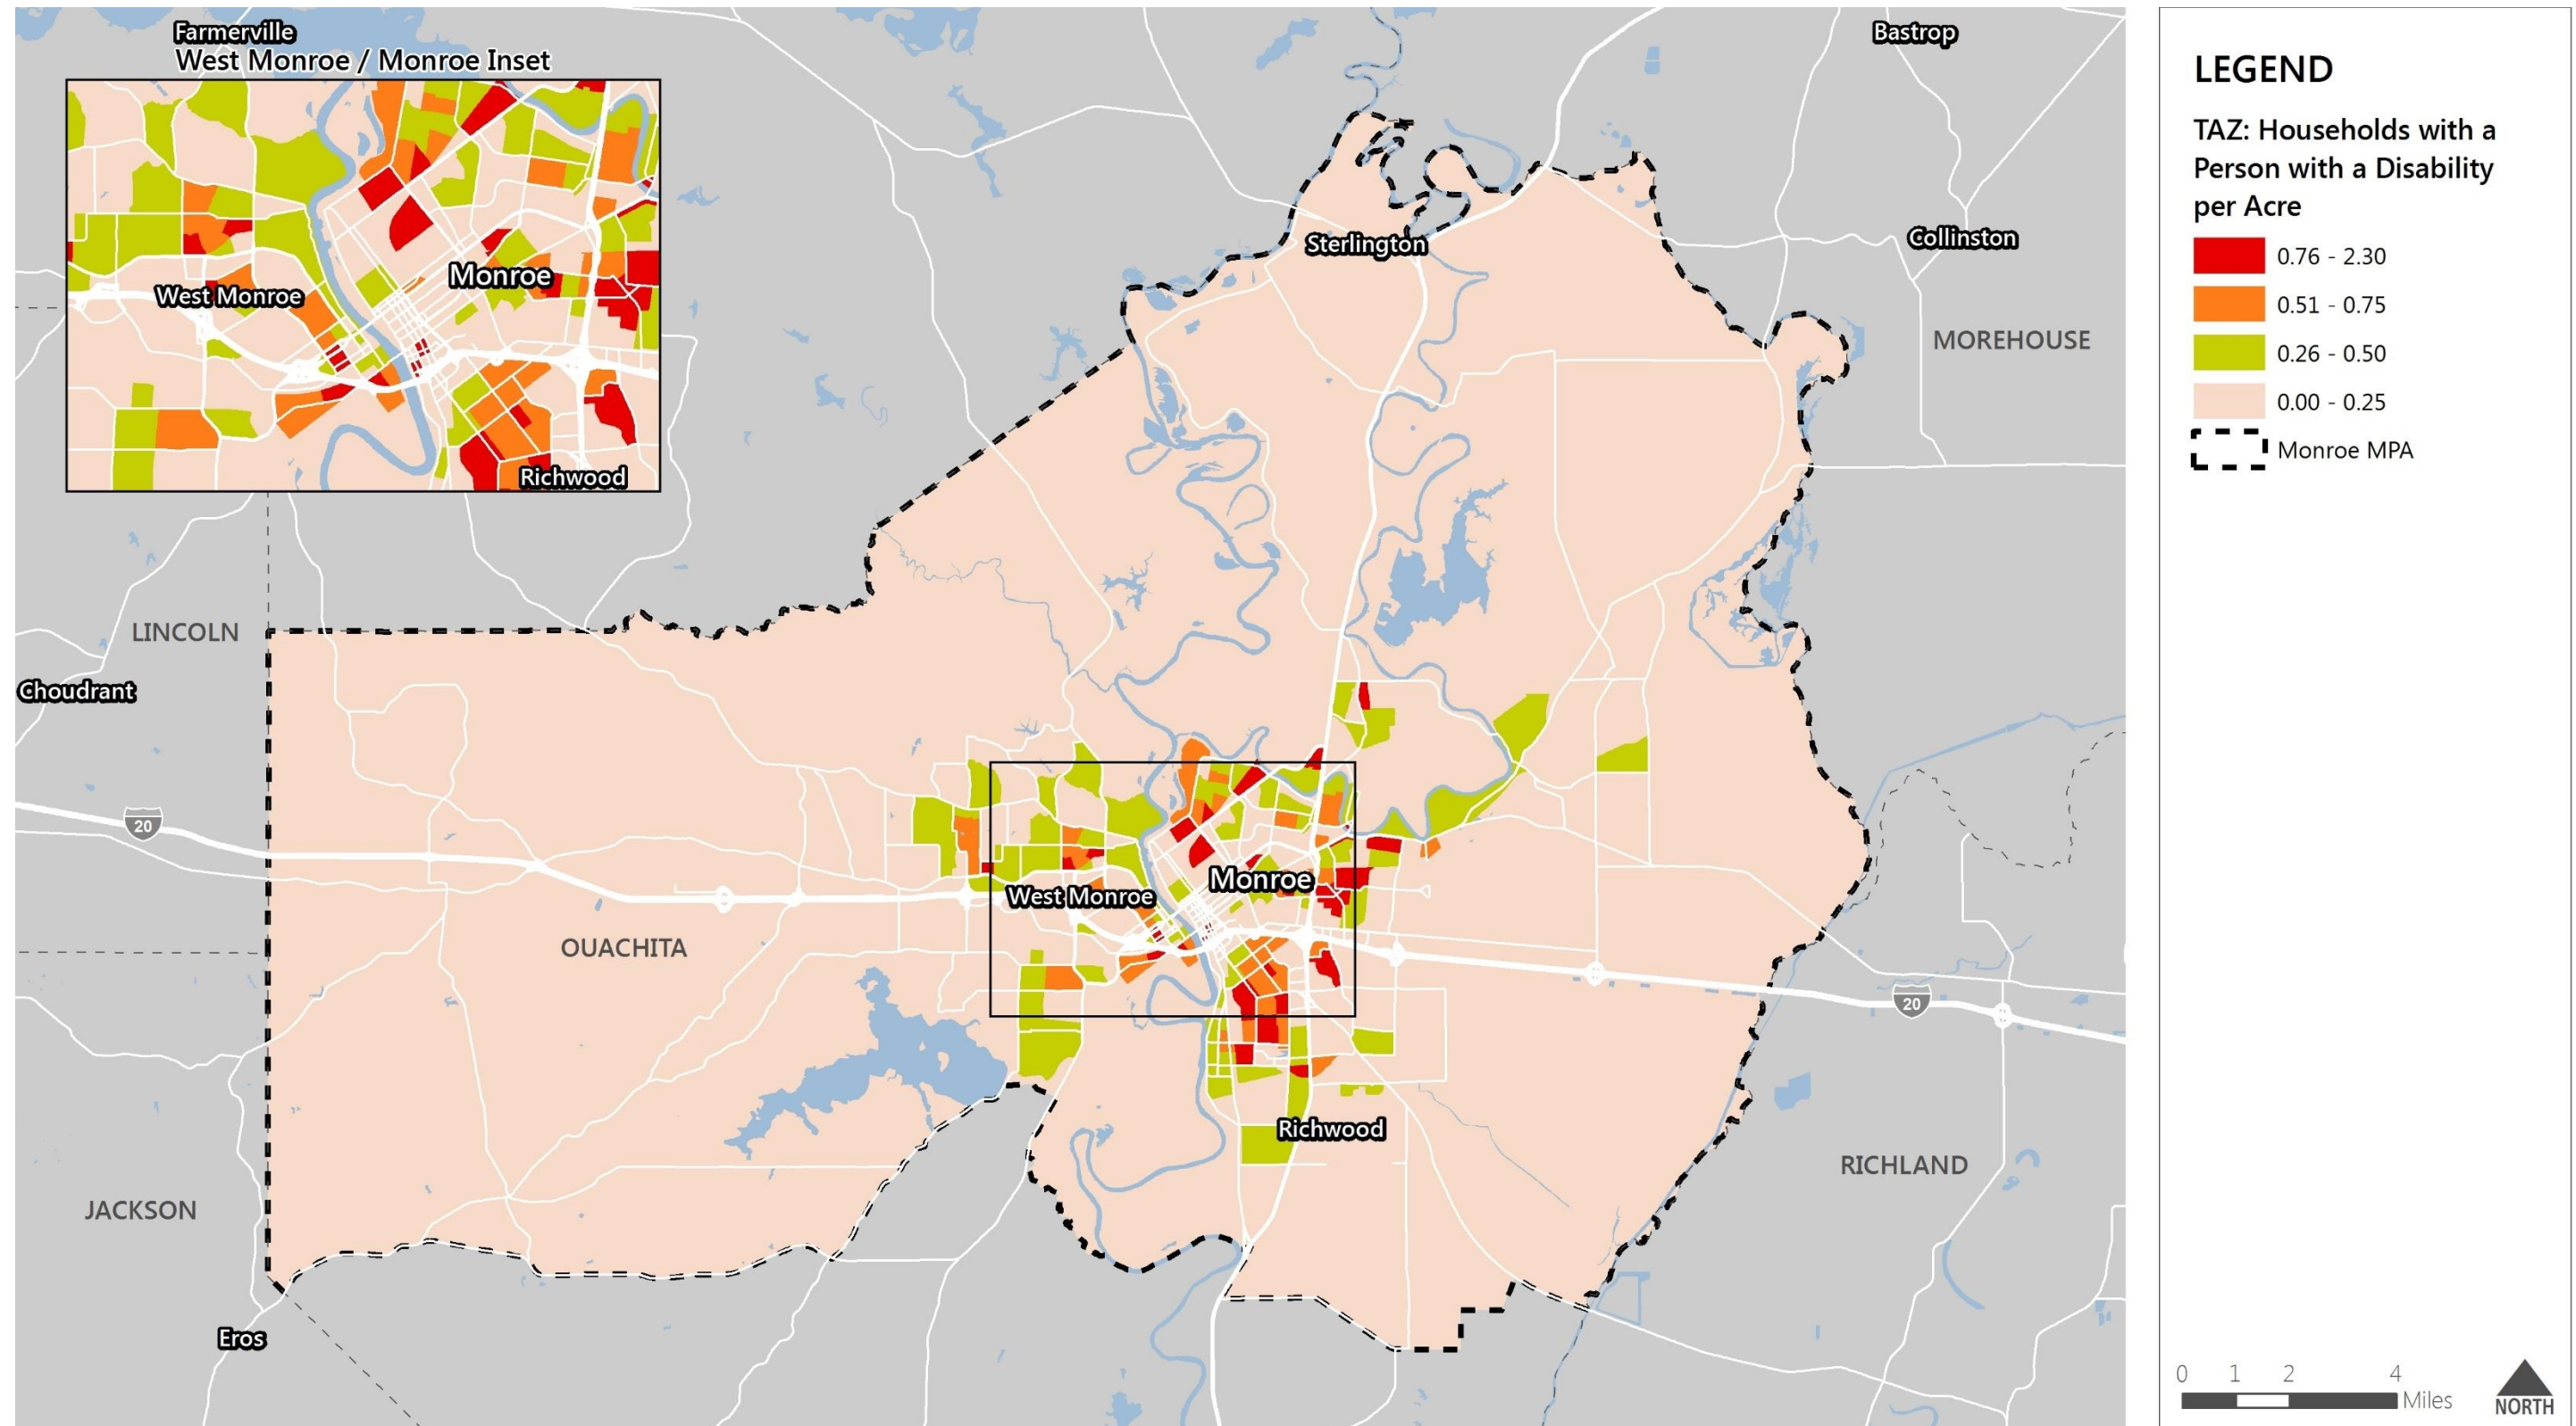 Farmerville
West Monroe / Monroe Inset
Bastrop
Monroe
West Monroe
Richwood
Sterlington
Collinston
MOREHOUSE
LINCOLN
Choudrant
20
Monroe
West Monroe
OUACHITA
20
Richwood
RICHLAND
JACKSON
Eros
LEGEND
TAZ: Households with a
Person with a Disability
per Acre
0.76 - 2.30
0.51 - 0.75
0.26 - 0.50
0.00 - 0.25
Monroe MPA
0 1 2 4
Miles
NORTH